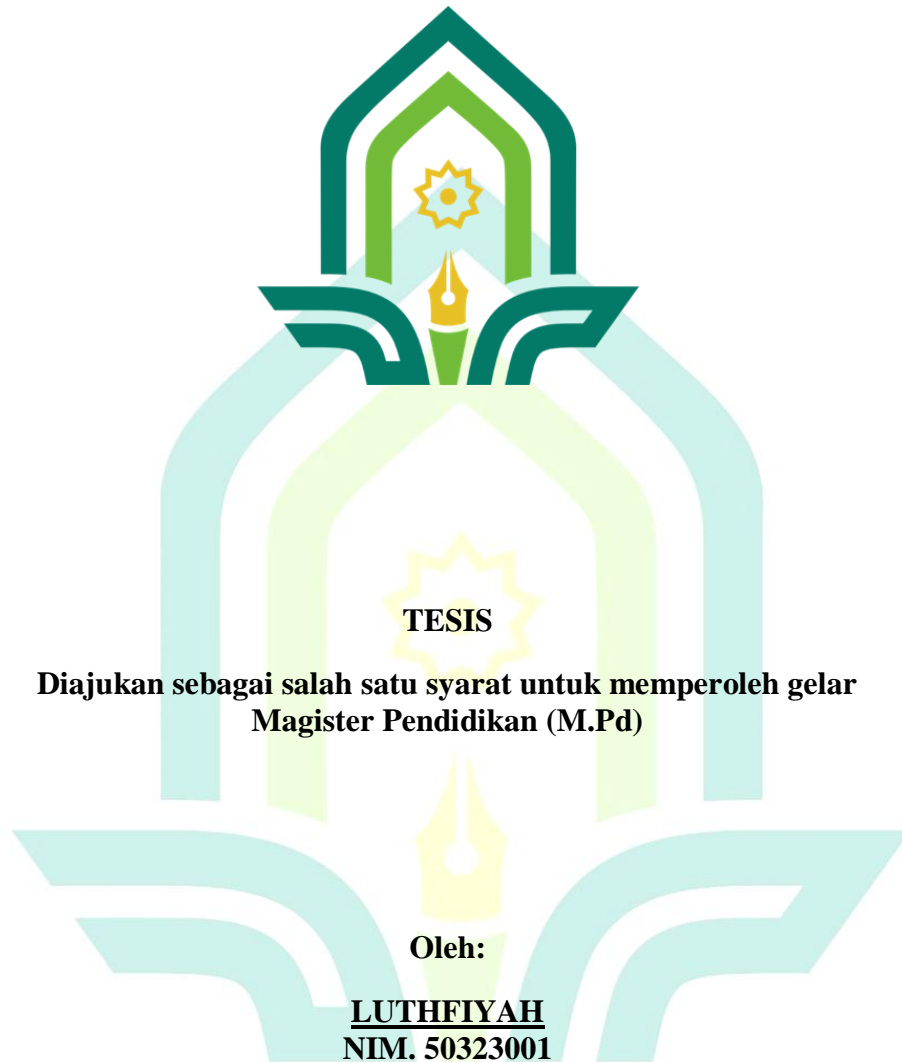 TESIS
Diajukan sebagai salah satu syarat untuk memperoleh gelar
Magister Pendidikan (M.Pd)
Oleh:
LUTHFIYAH
NIM. 50323001